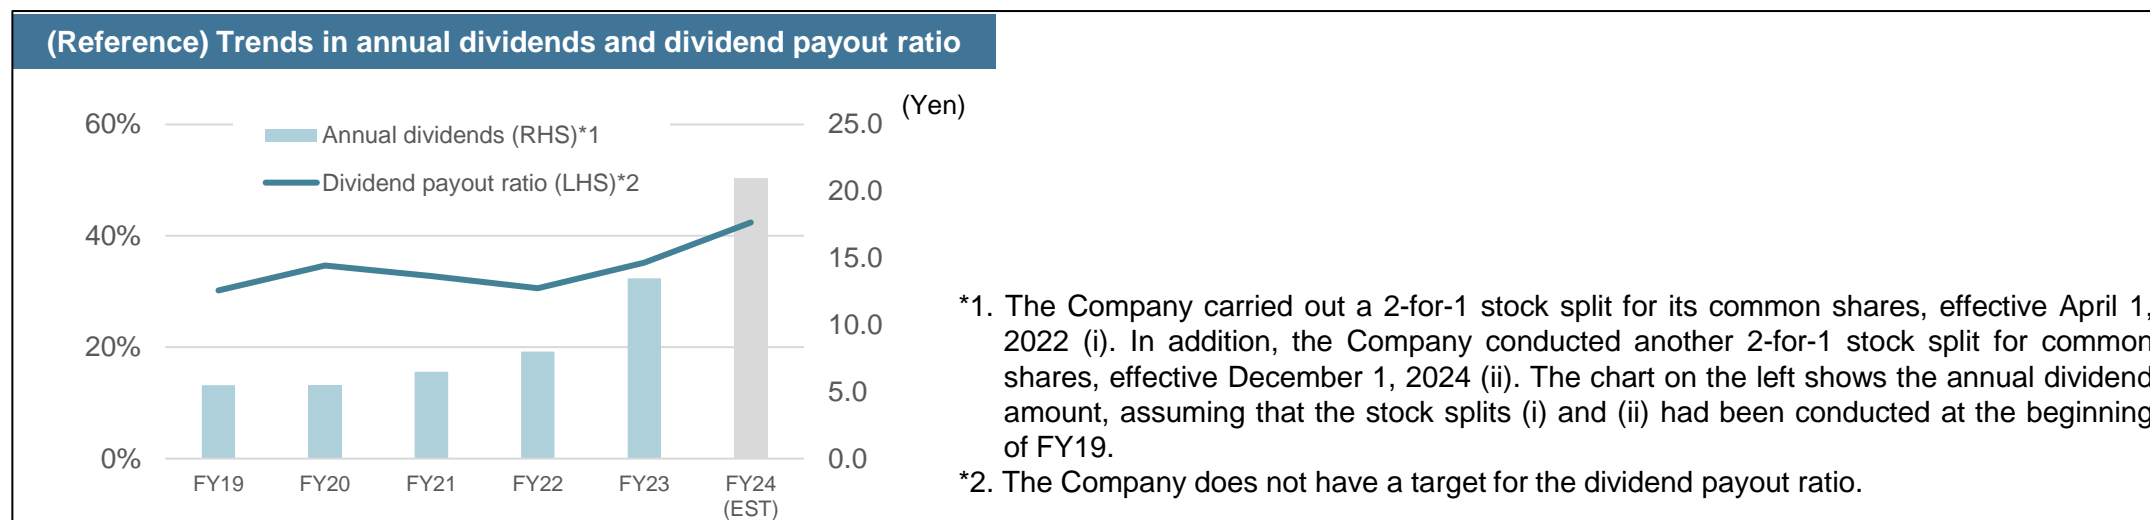 (Reference) Trends in annual dividends and dividend payout ratio
(Yen)
60%
40%
20%
0%
Annual dividends (RHS)*1
Dividend payout ratio (LHS)*2
25.0
20.0
15.0
10.0
5.0
0.0
FY19
FY20
FY21
FY22
FY23
FY24
(EST)
*1. The Company carried out a 2-for-1 stock split for its common shares, effective April 1,
2022 (i). In addition, the Company conducted another 2-for-1 stock split for common
shares, effective December 1, 2024 (ii). The chart on the left shows the annual dividend
amount, assuming that the stock splits (i) and (ii) had been conducted at the beginning
of FY19.
*2. The Company does not have a target for the dividend payout ratio.